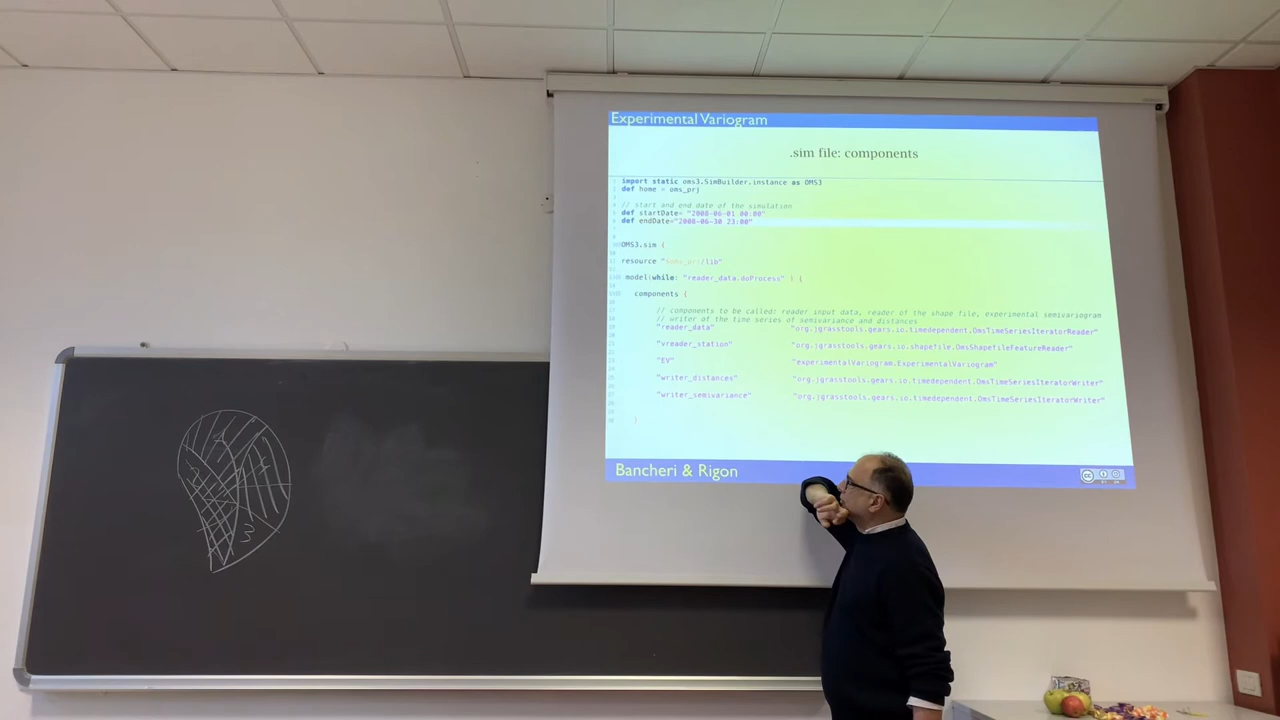 Experimental Variogram
.sim file: components
import static oms3.SimBuilder.instance as OMS3
def home = oms_prj
// start and end date of the simulation
def startDate= "2008-06-01 00:00"
def endDate="2008-06-30 23:00"
OMS3.sim {
resource "/lib"
model(while: "reader_data.doProcess" ) {
components {
// components to be called: reader input data, reader of the shape file, experimental semivariogram
// writer of the time series of semivariance and distances
"reader_data" "org.jgrasstools.gears.io.timedependent.OmsTimeSeriesIteratorReader"
"vreader_station" "org.jgrasstools.gears.io.shapefile.OmsShapefileFeatureReader"
"EV" "experimentalVariogram.ExperimentalVariogram"
"writer_distances" "org.jgrasstools.gears.io.timedependent.OmsTimeSeriesIteratorWriter"
"writer_semivariance" "org.jgrasstools.gears.io.timedependent.OmsTimeSeriesIteratorWriter"
}
Bancheri & Rigon
cc
3